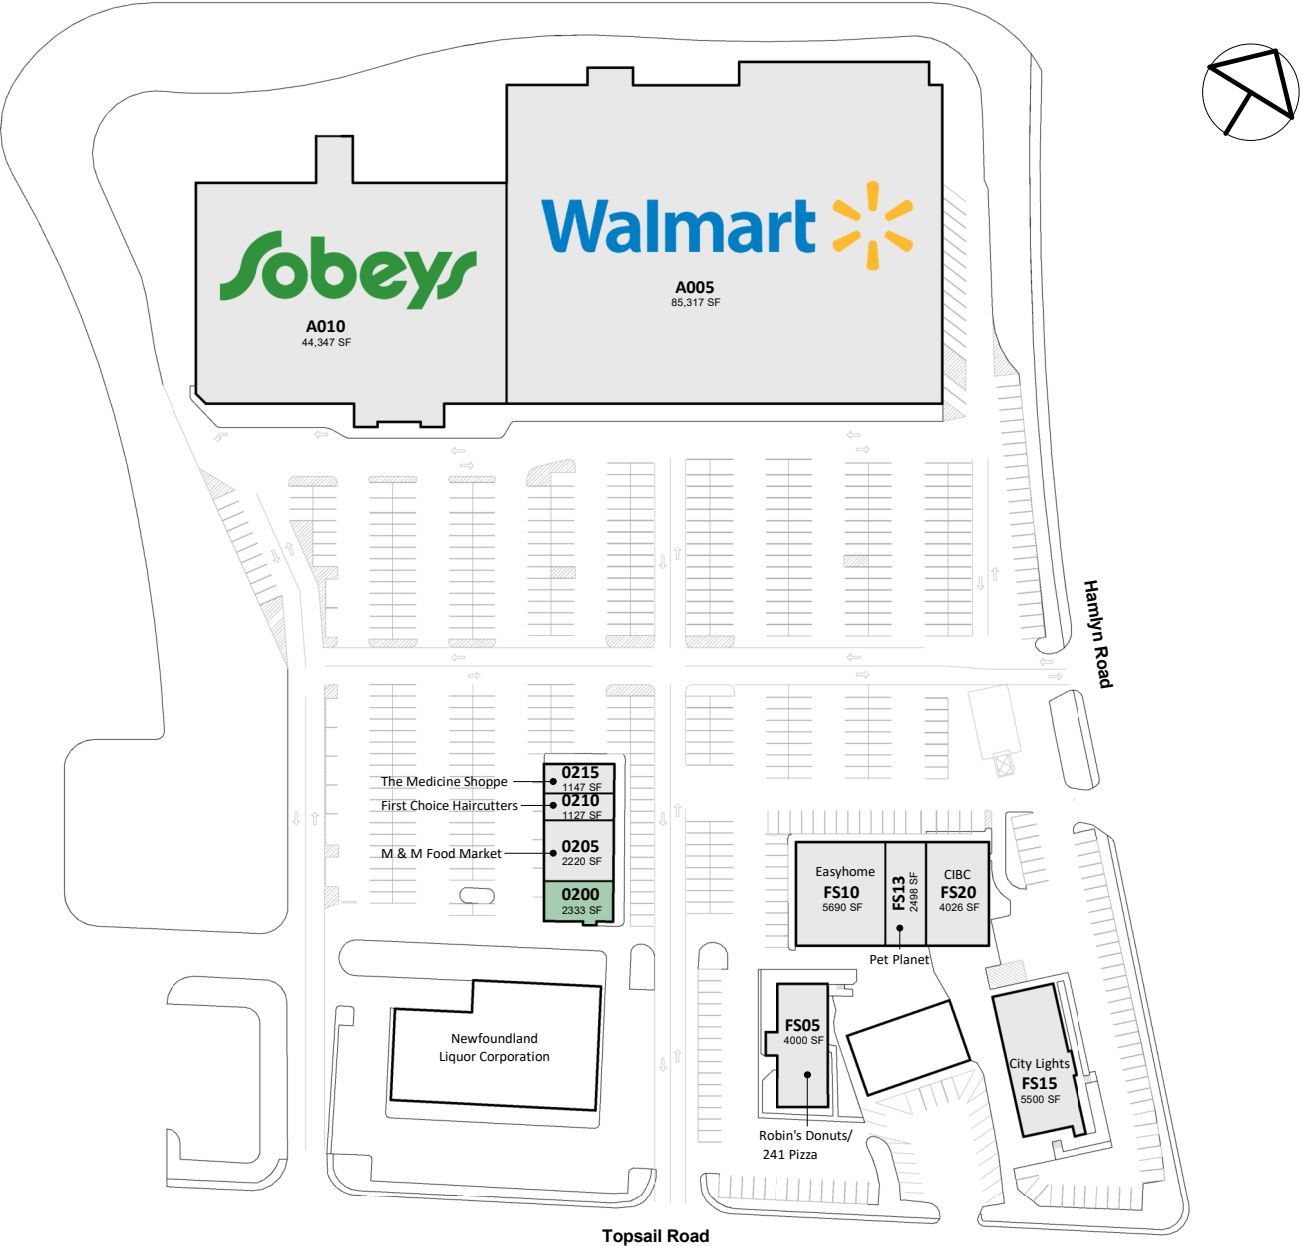 Sobeys
A010
44,347 SF
Walmart
A005
85,317 SF
Hamlyn Road
The Medicine Shoppe
0215
1147 SF
First Choice Haircutters
0210
1127 SF
M & M Food Market
0205
2220 SF
0200
2333 SF
Easyhome
FS10
5690 SF
FS13
2498 SF
Pet Planet
CIBC
FS20
4026 SF
Newfoundland
Liquor Corporation
FS05
4000 SF
Robin's Donuts/
241 Pizza
City Lights
FS15
5500 SF
Topsail Road